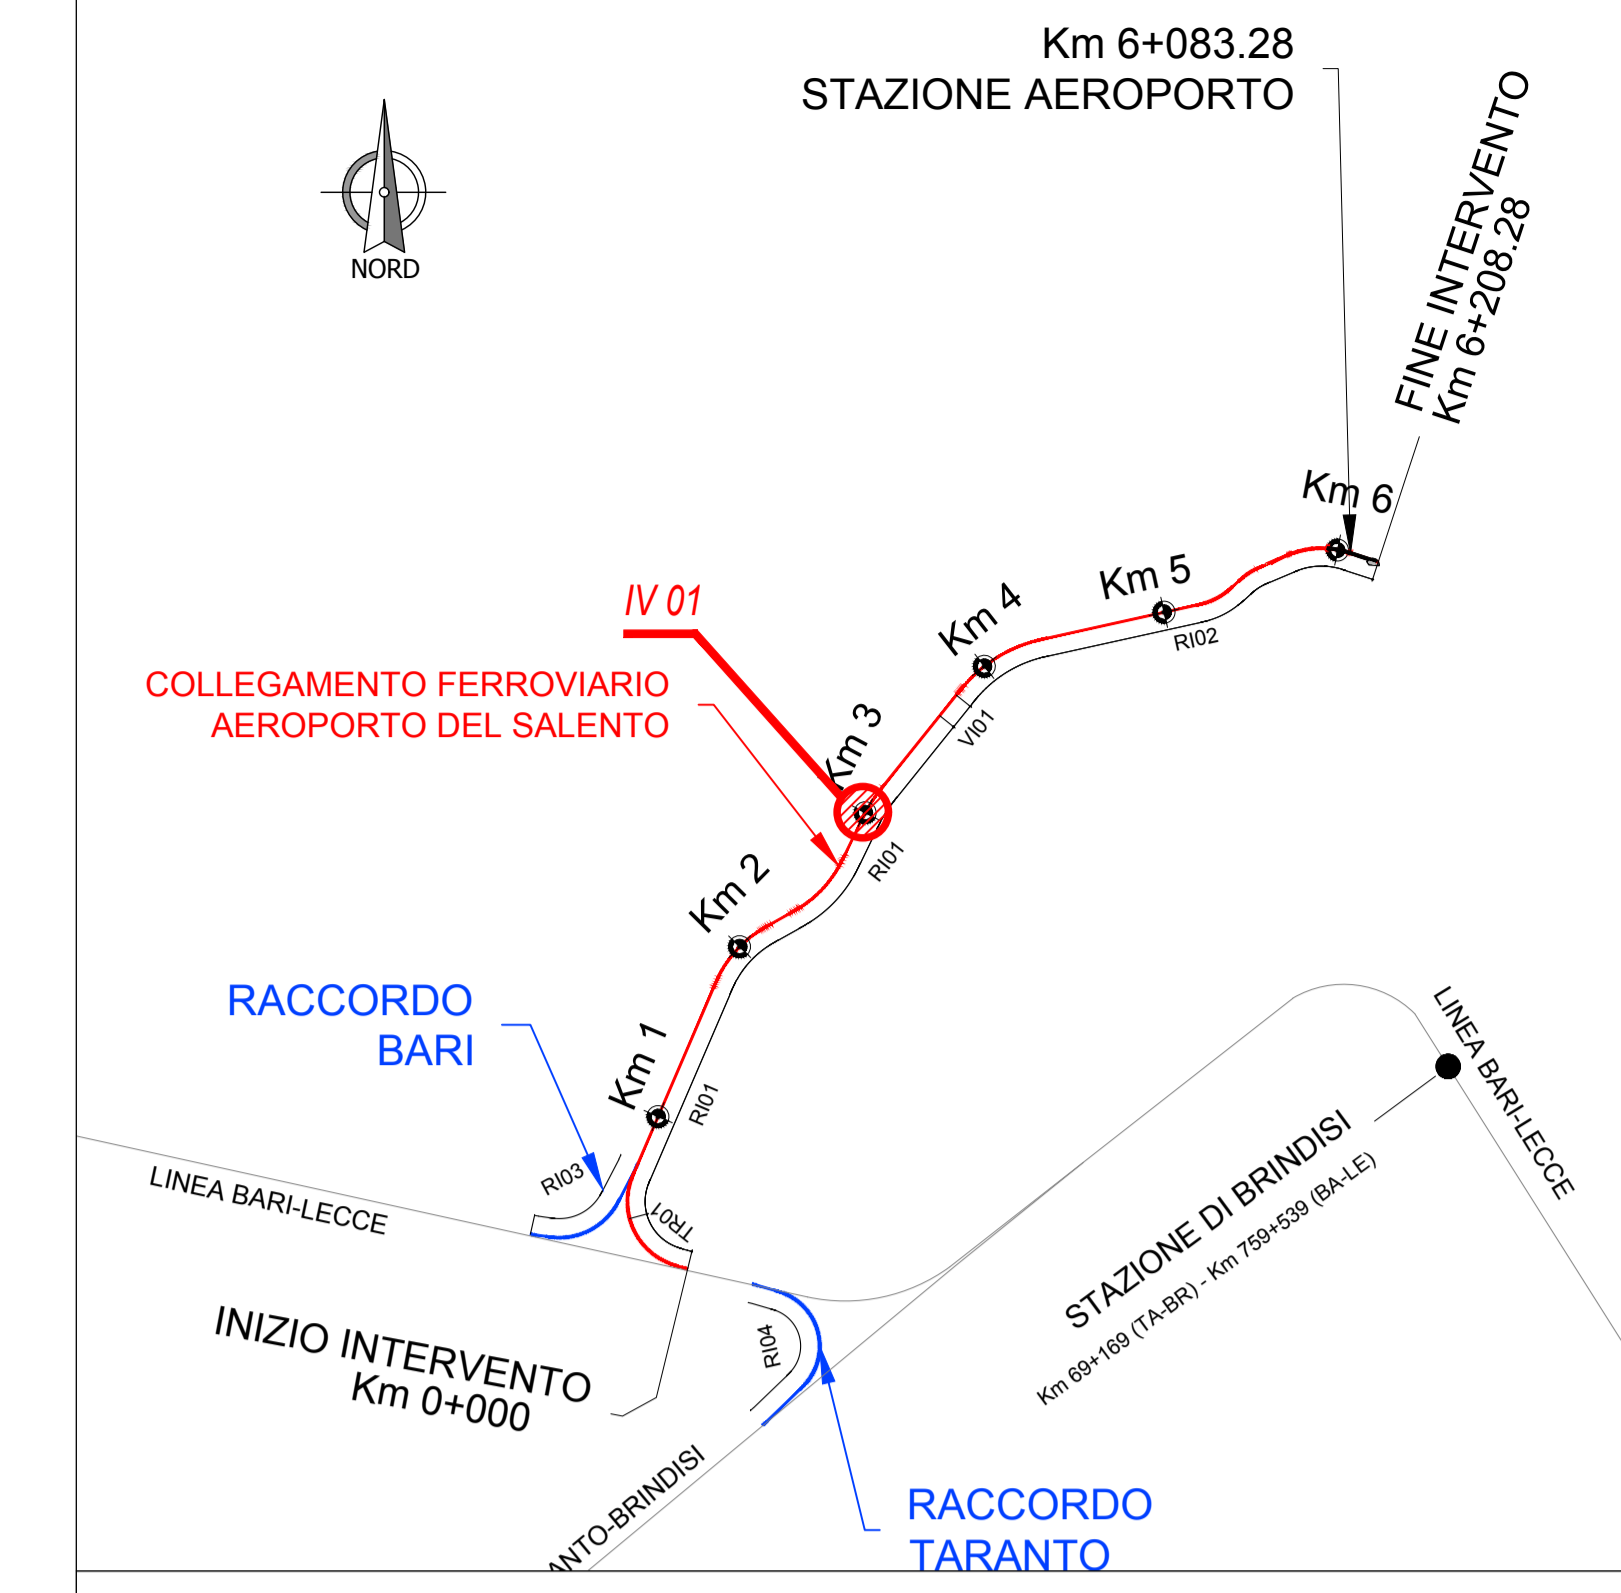 Km 6+083.28
STAZIONE AEROPORTO
FINE INTERVENTO
Km 6+208.28
NORD
Km 6
Km 5
RI02
Km 4
IV 01
VI01
COLLEGAMENTO FERROVIARIO
AEROPORTO DEL SALENTO
Km 3
RI01
Km 2
RACCORDO
BARI
LINEA BARI-LECCE
Km 1
RI01
RI03
LINEA BARI-LECCE
TR01
STAZIONE DI BRINDISI
Km 69+169 (TA-BR) - Km 759+539 (BA-LE)
INIZIO INTERVENTO
Km 0+000
RI04
ANTO-BRINDISI
RACCORDO
TARANTO